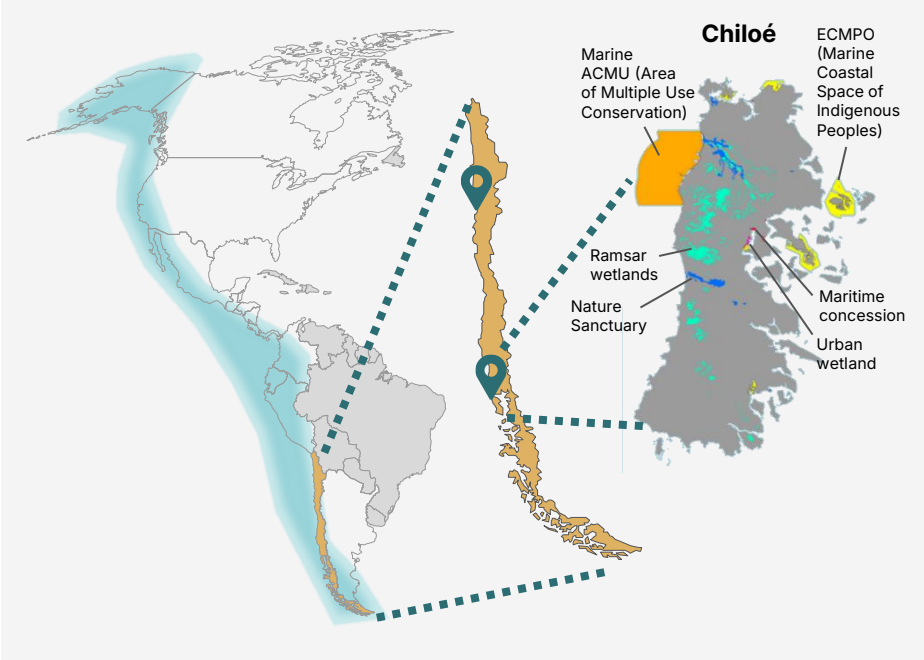 Chiloé
Marine
ACMU (Area
of Multiple Use
Conservation)
ECMPO
(Marine
Coastal
Space of
Indigenous
Peoples)
Ramsar
wetlands
Nature
Sanctuary
Maritime
concession
Urban
wetland